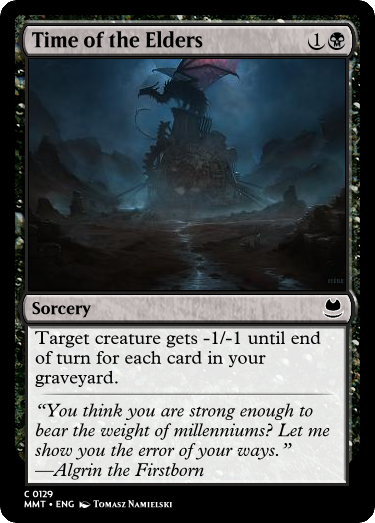 Time of the Elders 1
Sorcery
Target creature gets -1/-1 until end
of turn for each card in your
graveyard.
“You think you are strong enough to
bear the weight of millenniums? Let me
show you the error of your ways.”
—Algrin the Firstborn
C 0129
MMT • ENG Tomasz Namielski